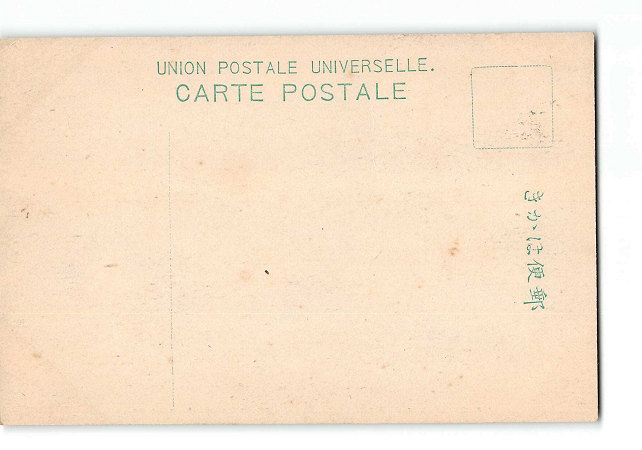 UNION POSTALE UNIVERSELLE.
CARTE POSTALE
きかは便郵